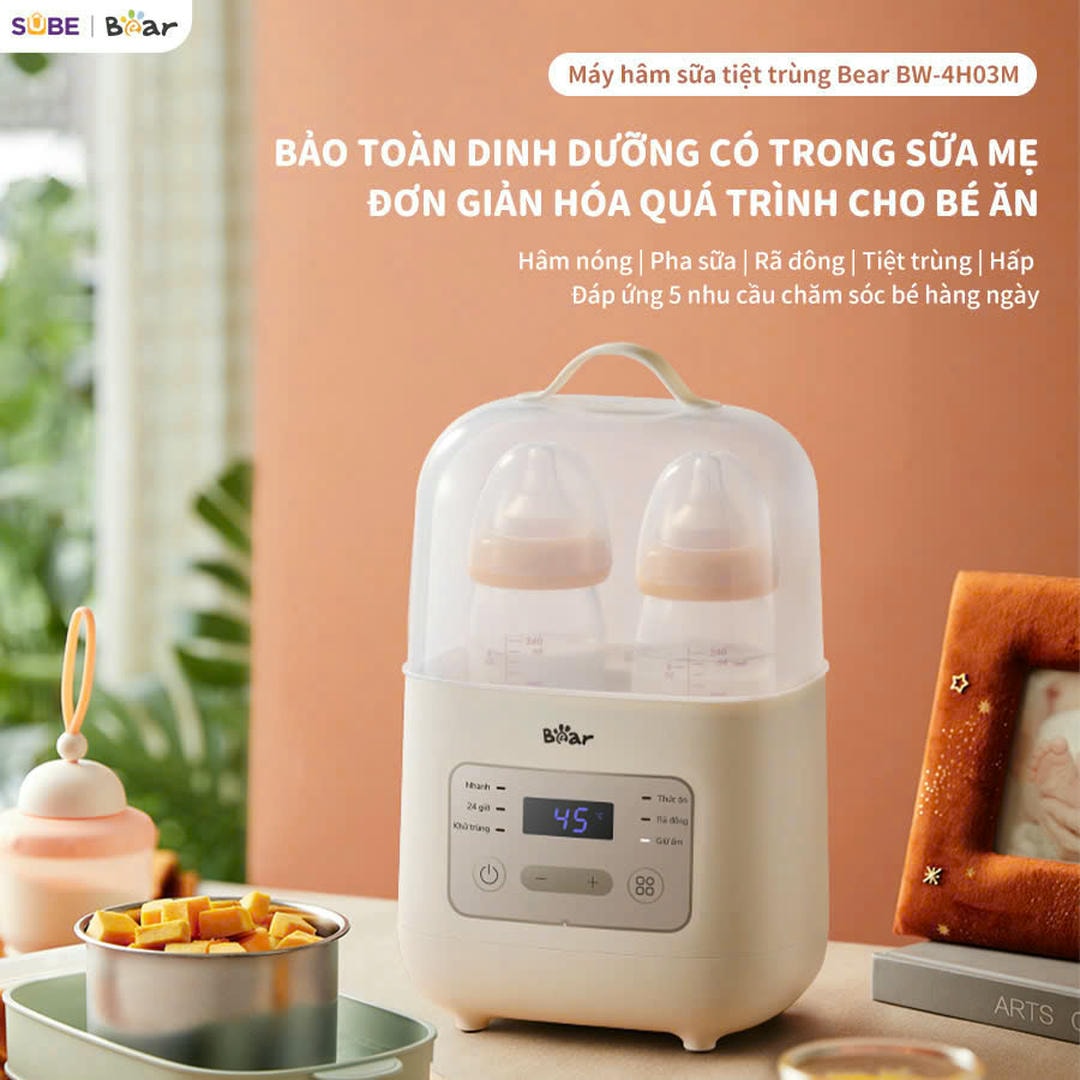 SUBE | Bear
Máy hâm sữa tiệt trùng Bear BW-4H03M
BẢO TOÀN DINH DƯỠNG CÓ TRONG SỮA MẸ
ĐƠN GIẢN HÓA QUÁ TRÌNH CHO BÉ ĂN
Hâm nóng | Pha sữa | Rã đông | Tiệt trùng | Hấp
Đáp ứng 5 nhu cầu chăm sóc bé hàng ngày
240
240
Bear
Nhanh
24 giờ
Khử trùng
45 °C
Thức ăn
Rã đông
Giữ ấm
− +
ARTS